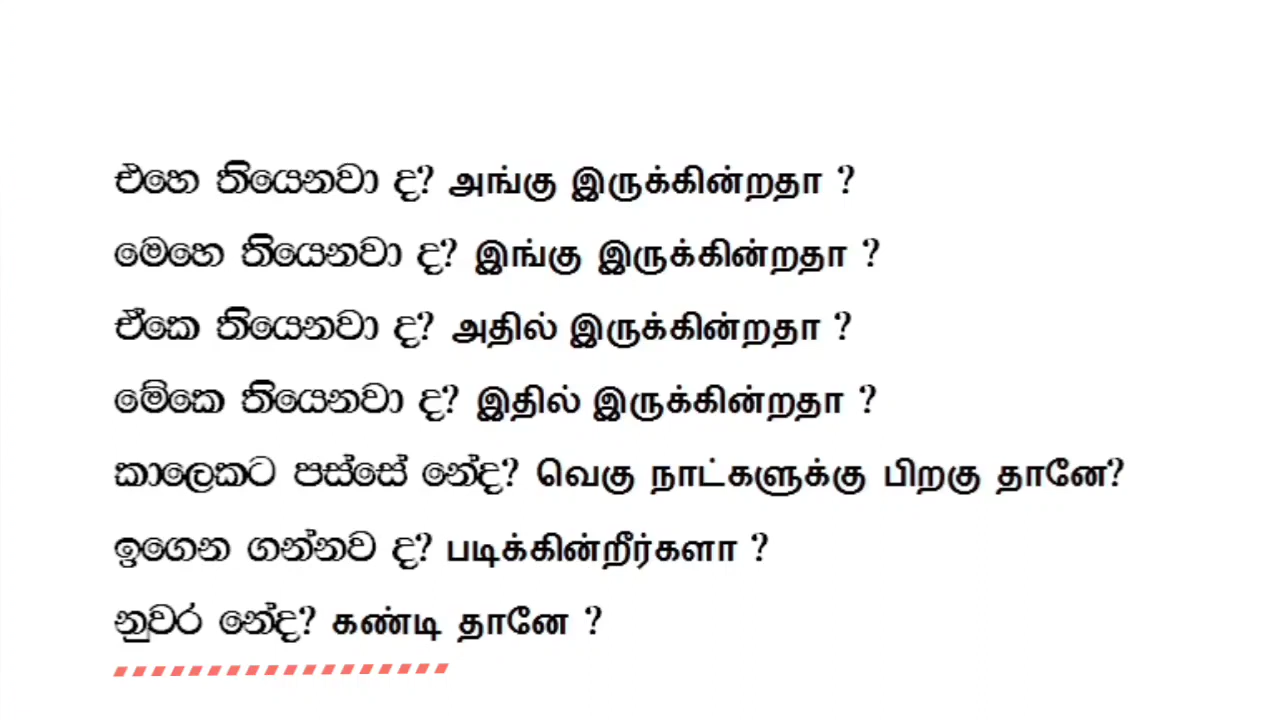 එහෙ තියෙනවා ද? அங்கு இருக்கின்றதா ?
මෙහෙ තියෙනවා ද? இங்கு இருக்கின்றதா ?
ඒකෙ තියෙනවා ද? அதில் இருக்கின்றதா ?
මේකෙ තියෙනවා ද? இதில் இருக்கின்றதா ?
කාලෙකට පස්සේ නේද? வெகு நாட்களுக்கு பிறகு தானே?
ඉගෙන ගන්නව ද? படிக்கின்றீர்களா ?
නුවර නේද? கண்டி தானே ?